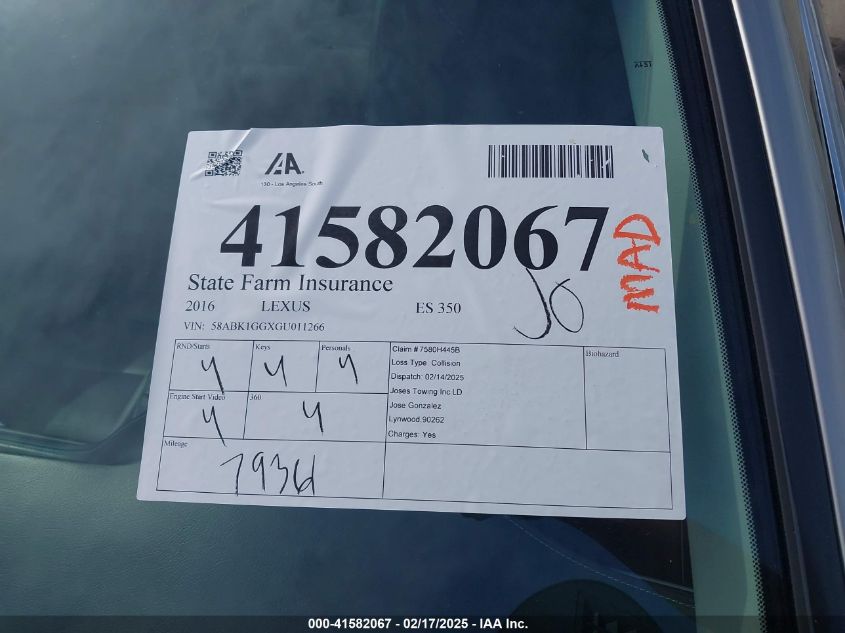 IAA.
130 - Los Angeles South
41582067
MAD
State Farm Insurance
JO
2016 LEXUS ES 350
VIN: 58ABK1GGXGU011266
RND/Starts Keys Personals
y y y
Engine Start Video 360
y y
Mileage
Claim # 7580H445B
Loss Type: Collision
Dispatch: 02/14/2025
Joses Towing Inc LD
Jose Gonzalez
Lynwood, 90262
Charges: Yes
Biohazard
000-41582067 - 02/17/2025 - IAA Inc.